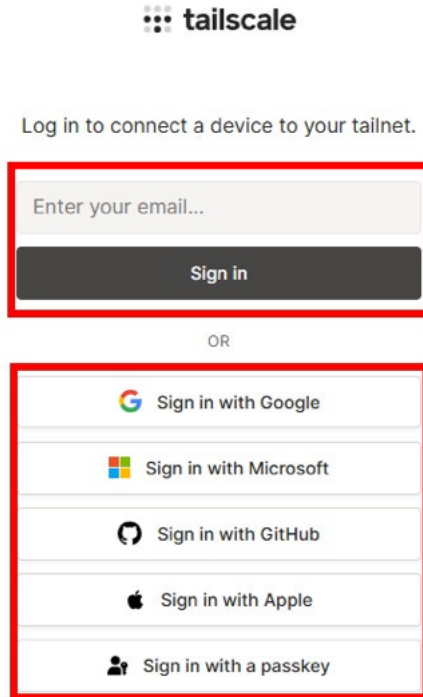 tailscale
Log in to connect a device to your tailnet.
Enter your email...
Sign in
OR
Sign in with Google
Sign in with Microsoft
Sign in with GitHub
Sign in with Apple
Sign in with a passkey